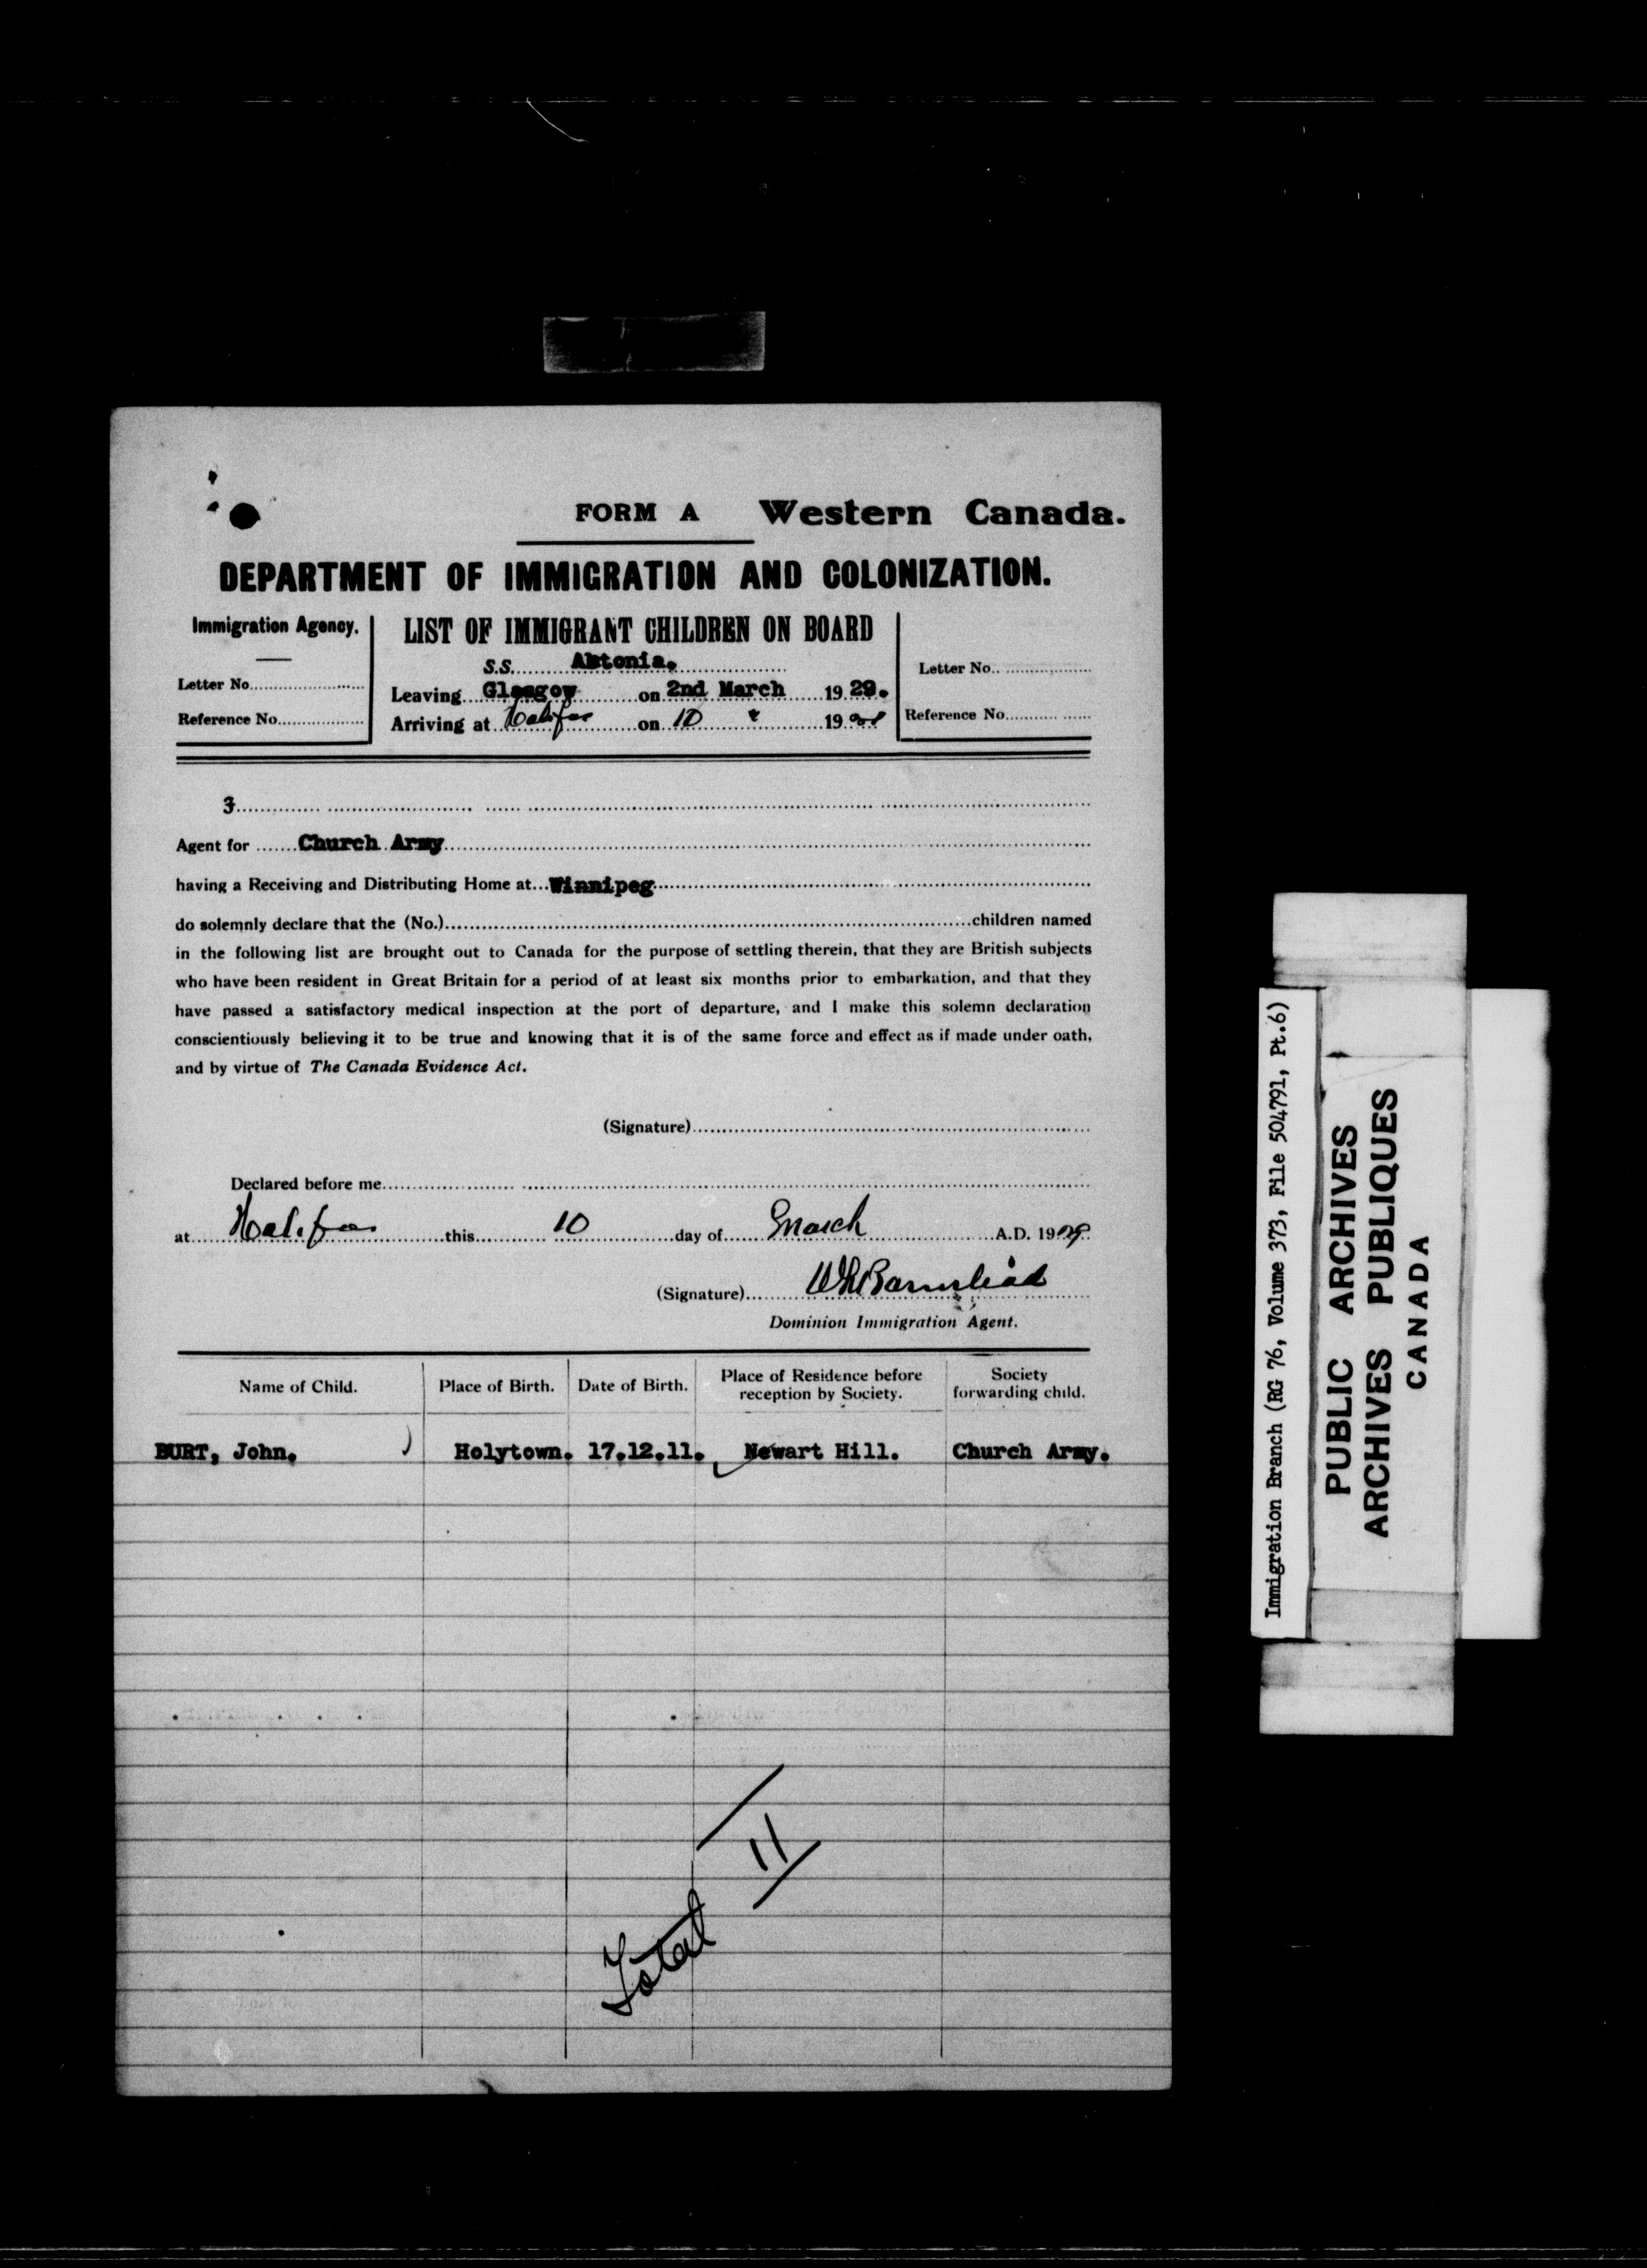 FORM A Western Canada.
DEPARTMENT OF IMMIGRATION AND COLONIZATION.
Immigration Agency.
Letter No.
Reference No.
LIST OF IMMIGRANT CHILDREN ON BOARD
S.S. Antonia.
Leaving Glasgow on 2nd March 19 29.
Arriving at Halifax on 10 " 19
Letter No.
Reference No.
3
Agent for Church Army
having a Receiving and Distributing Home at Winnipeg
do solemnly declare that the (No.) children named
in the following list are brought out to Canada for the purpose of settling therein, that they are British subjects
who have been resident in Great Britain for a period of at least six months prior to embarkation, and that they
have passed a satisfactory medical inspection at the port of departure, and I make this solemn declaration
conscientiously believing it to be true and knowing that it is of the same force and effect as if made under oath,
and by virtue of The Canada Evidence Act.
(Signature)
Declared before me
at Halifax this 10 day of March A.D. 1929
(Signature) WLBarnstead
Dominion Immigration Agent.
Name of Child. Place of Birth. Date of Birth. Place of Residence before reception by Society. Society forwarding child.
BURT, John. Holytown. 17.12.11. Newart Hill. Church Army.
Total 11
Immigration Branch (RG 76, Volume 373, File 504791, Pt.6)
PUBLIC ARCHIVES
ARCHIVES PUBLIQUES
CANADA